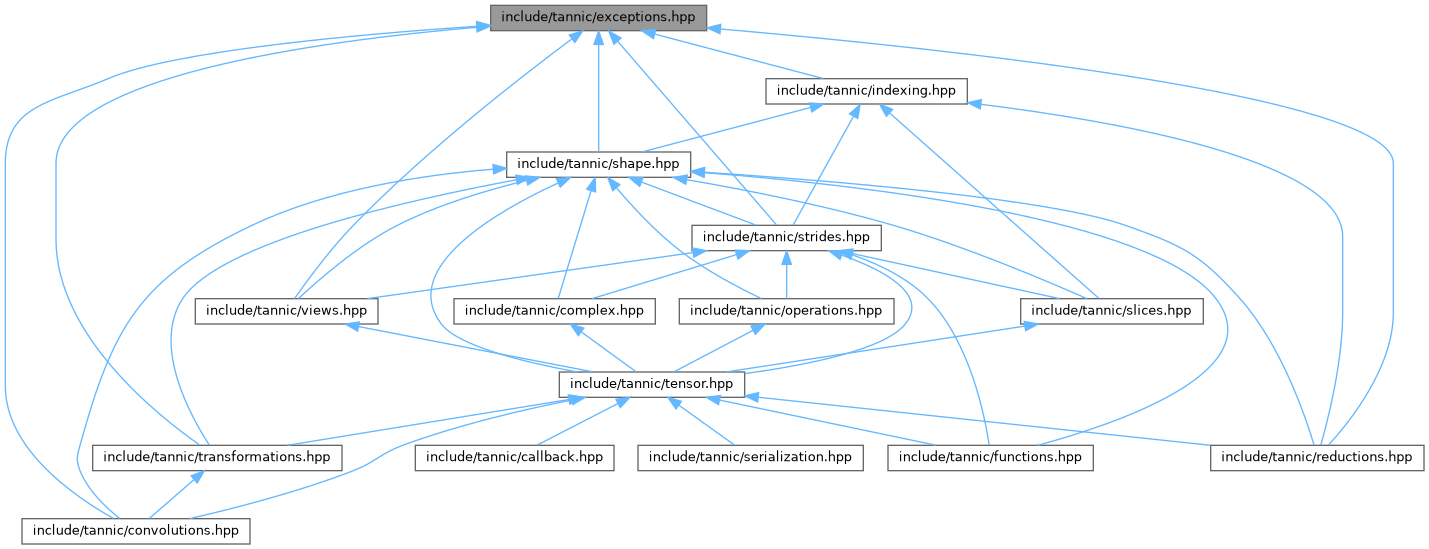 include/tannic/exceptions.hpp
include/tannic/indexing.hpp
include/tannic/shape.hpp
include/tannic/strides.hpp
include/tannic/views.hpp
include/tannic/complex.hpp
include/tannic/operations.hpp
include/tannic/slices.hpp
include/tannic/tensor.hpp
include/tannic/transformations.hpp
include/tannic/callback.hpp
include/tannic/serialization.hpp
include/tannic/functions.hpp
include/tannic/reductions.hpp
include/tannic/convolutions.hpp